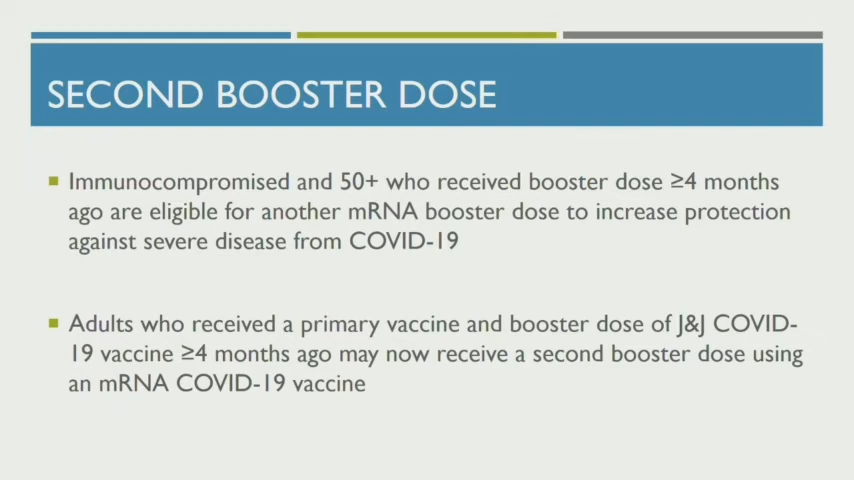 SECOND BOOSTER DOSE
Immunocompromised and 50+ who received booster dose ≥4 months
ago are eligible for another mRNA booster dose to increase protection
against severe disease from COVID-19
Adults who received a primary vaccine and booster dose of J&J COVID-
19 vaccine ≥4 months ago may now receive a second booster dose using
an mRNA COVID-19 vaccine